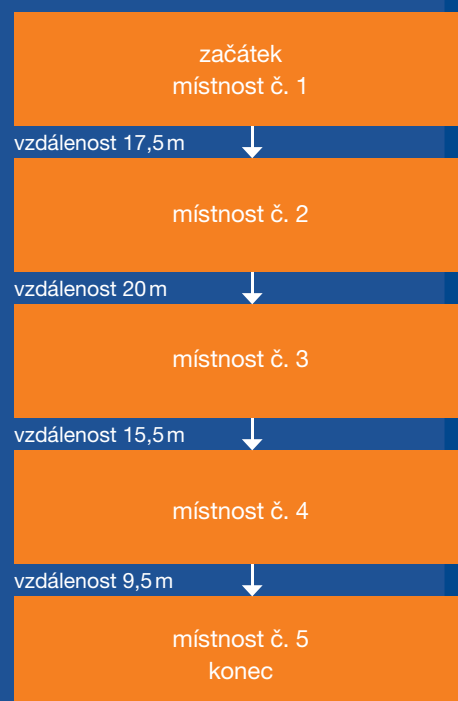 začátek
místnost č. 1
vzdálenost 17,5 m
místnost č. 2
vzdálenost 20 m
místnost č. 3
vzdálenost 15,5 m
místnost č. 4
vzdálenost 9,5 m
místnost č. 5
konec